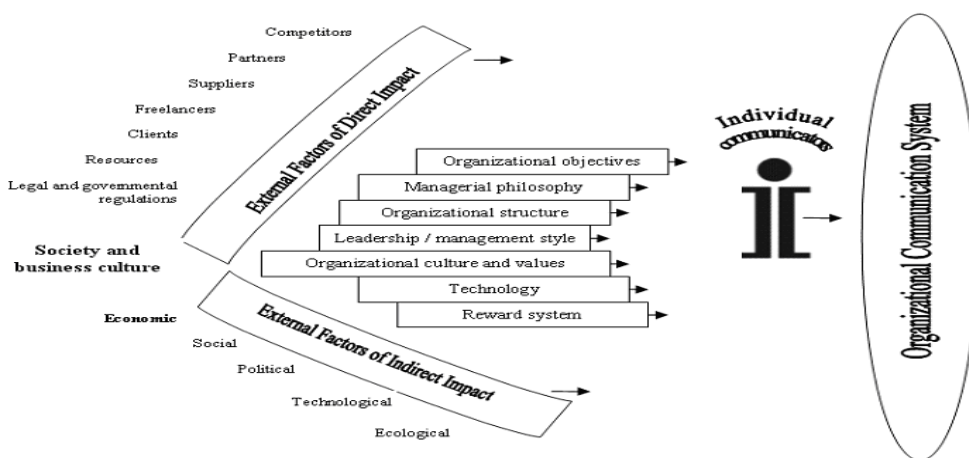 Competitors
Partners
Suppliers
Freelancers
Clients
Resources
Legal and governmental
regulations
Society and
business culture
Economic
Social
Political
Technological
Ecological
External Factors of Direct Impact
External Factors of Indirect Impact
Organizational objectives
Managerial philosophy
Organizational structure
Leadership / management style
Organizational culture and values
Technology
Reward system
Individual
communicators
Organizational Communication System